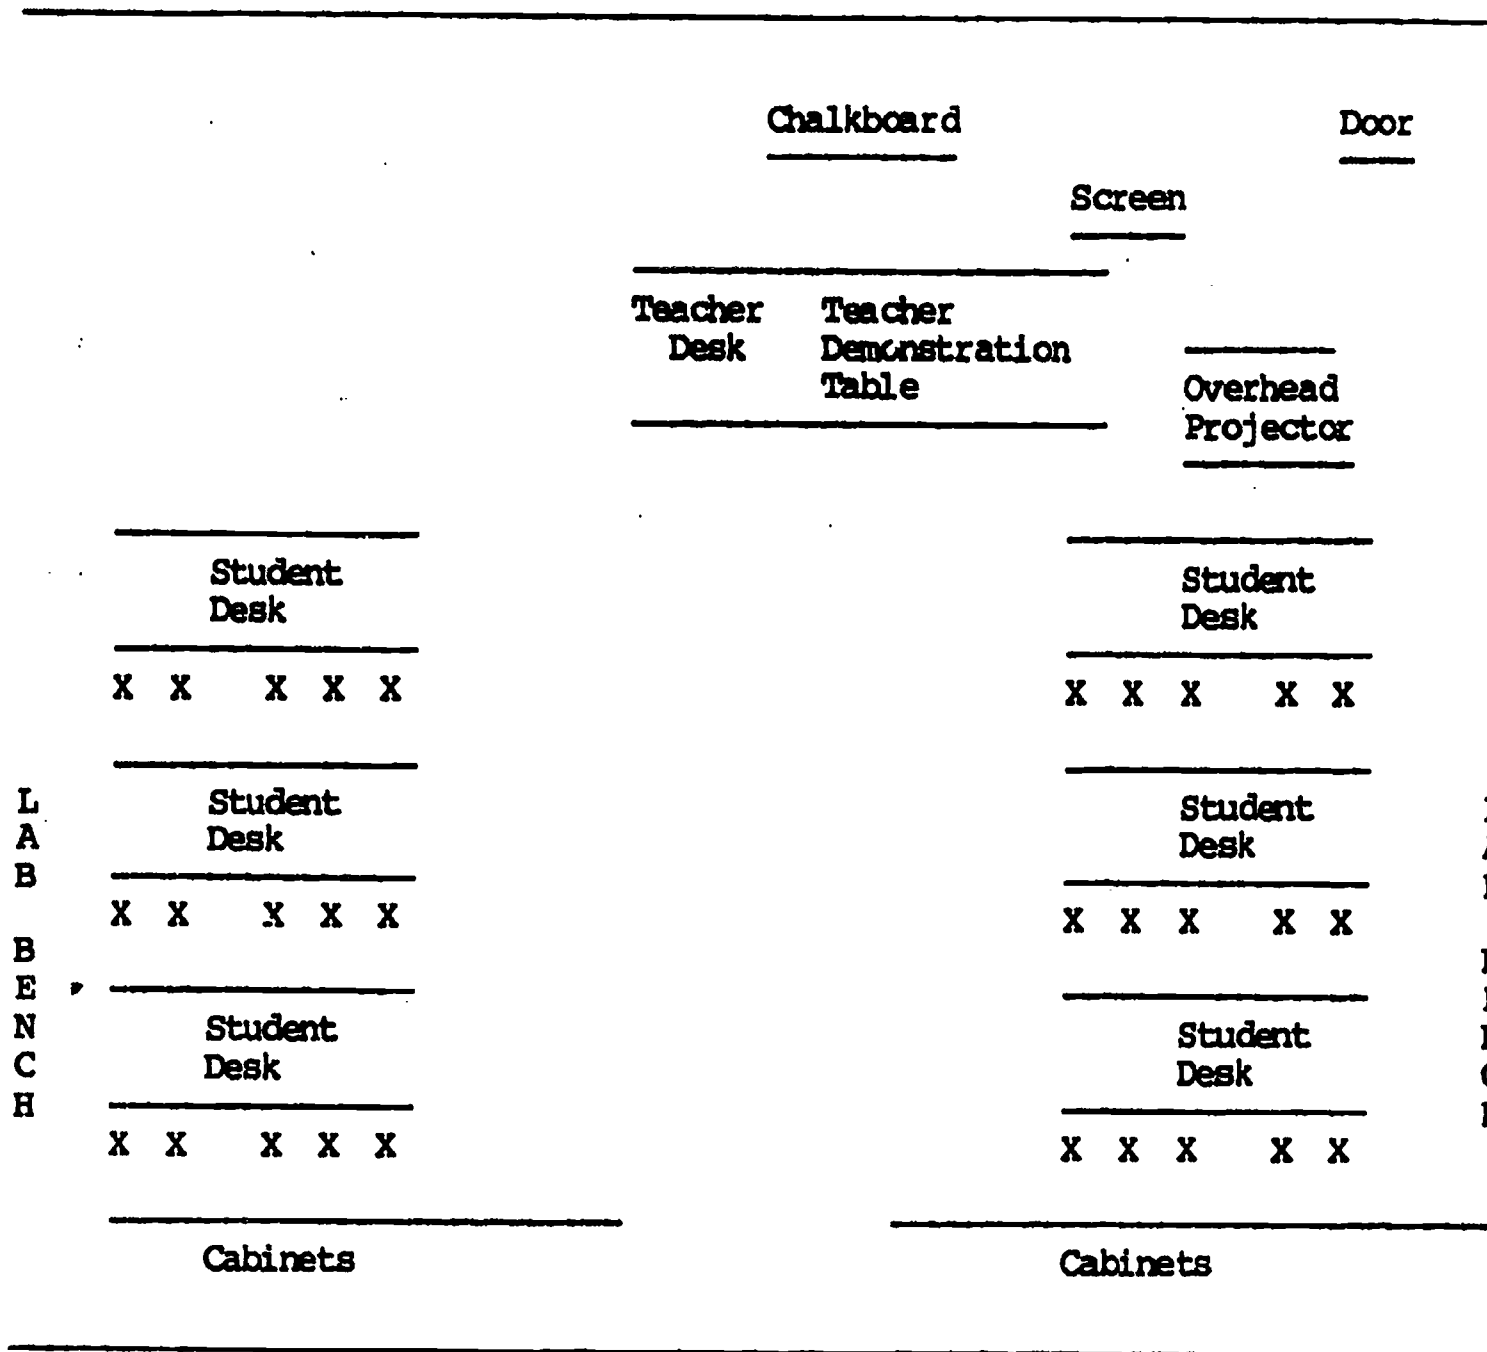 Chalkboard Door
Screen
Teacher Teacher
Desk Demonstration
Table
Overhead
Projector
Student Student
Desk Desk
X X X X X X X X X X
Student Student
Desk Desk
X X X X X X X X X X
Student Student
Desk Desk
X X X X X X X X X X
L
A
B
B
E
N
C
H
Cabinets Cabinets